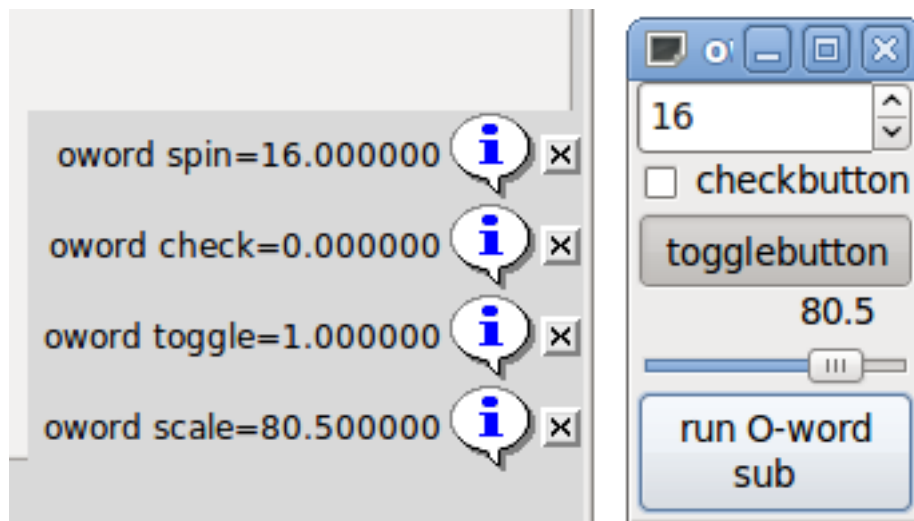 oword spin=16.000000
oword check=0.000000
oword toggle=1.000000
oword scale=80.500000
16
checkbutton
togglebutton
80.5
run O-word
sub